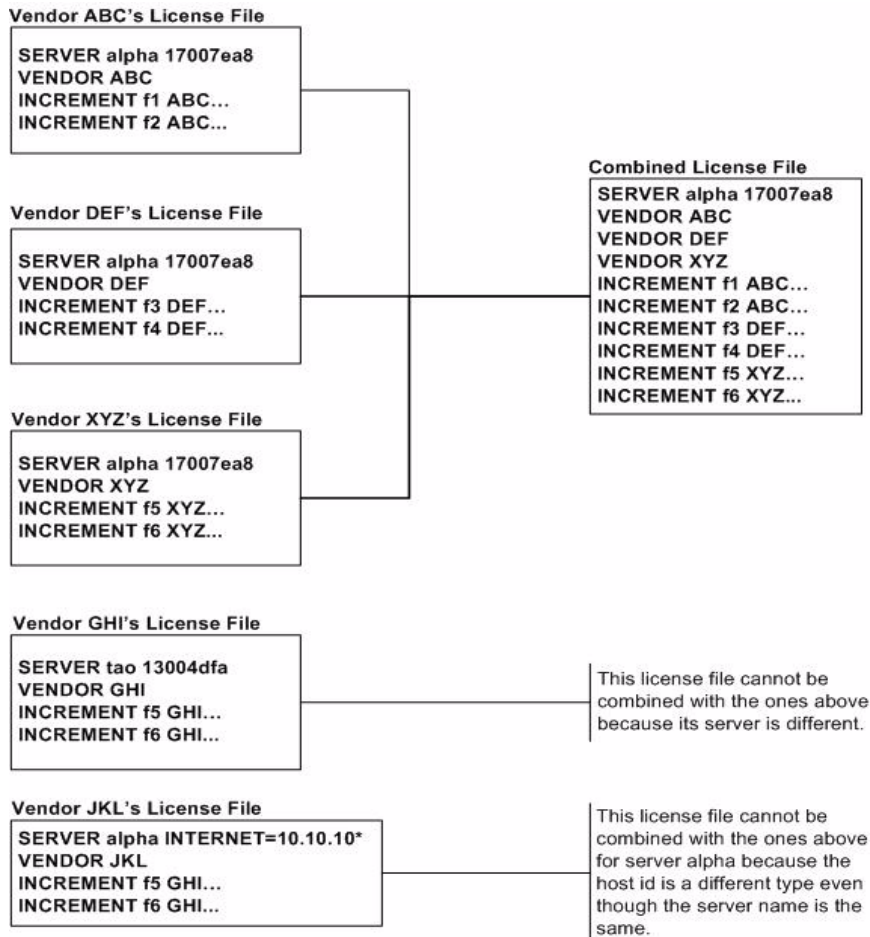 Vendor ABC's License File
SERVER alpha 17007ea8
VENDOR ABC
INCREMENT f1 ABC...
INCREMENT f2 ABC...
Vendor DEF's License File
SERVER alpha 17007ea8
VENDOR DEF
INCREMENT f3 DEF...
INCREMENT f4 DEF...
Vendor XYZ's License File
SERVER alpha 17007ea8
VENDOR XYZ
INCREMENT f5 XYZ...
INCREMENT f6 XYZ...
Combined License File
SERVER alpha 17007ea8
VENDOR ABC
VENDOR DEF
VENDOR XYZ
INCREMENT f1 ABC...
INCREMENT f2 ABC...
INCREMENT f3 DEF...
INCREMENT f4 DEF...
INCREMENT f5 XYZ...
INCREMENT f6 XYZ...
Vendor GHI's License File
SERVER tao 13004dfa
VENDOR GHI
INCREMENT f5 GHI...
INCREMENT f6 GHI...
This license file cannot be
combined with the ones above
because its server is different.
Vendor JKL's License File
SERVER alpha INTERNET=10.10.10*
VENDOR JKL
INCREMENT f5 GHI...
INCREMENT f6 GHI...
This license file cannot be
combined with the ones above
for server alpha because the
host id is a different type even
though the server name is the
same.